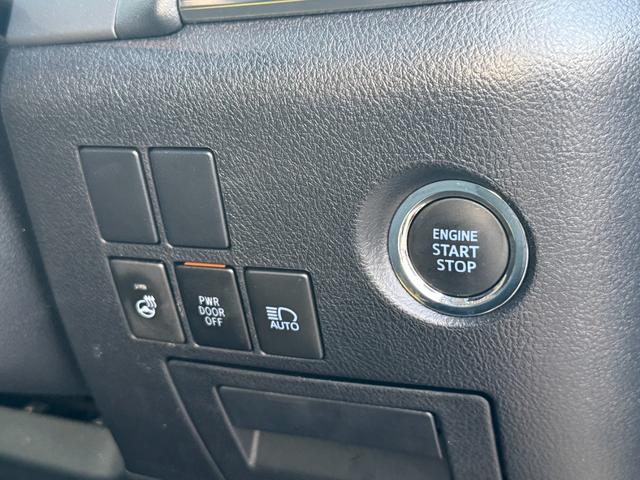 ENGINE
START
STOP
PWR
DOOR
OFF
AUTO